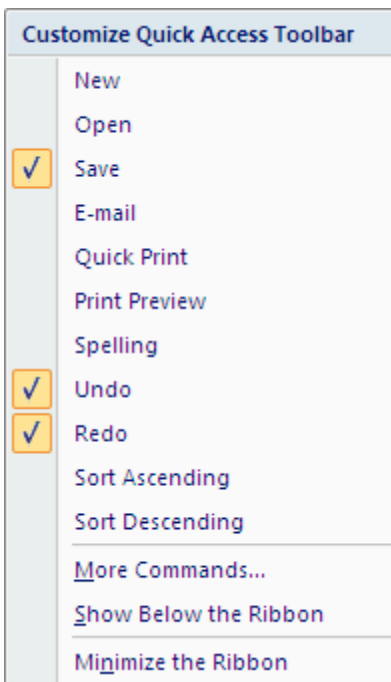 Customize Quick Access Toolbar
New
Open
Save
E-mail
Quick Print
Print Preview
Spelling
Undo
Redo
Sort Ascending
Sort Descending
More Commands...
Show Below the Ribbon
Minimize the Ribbon